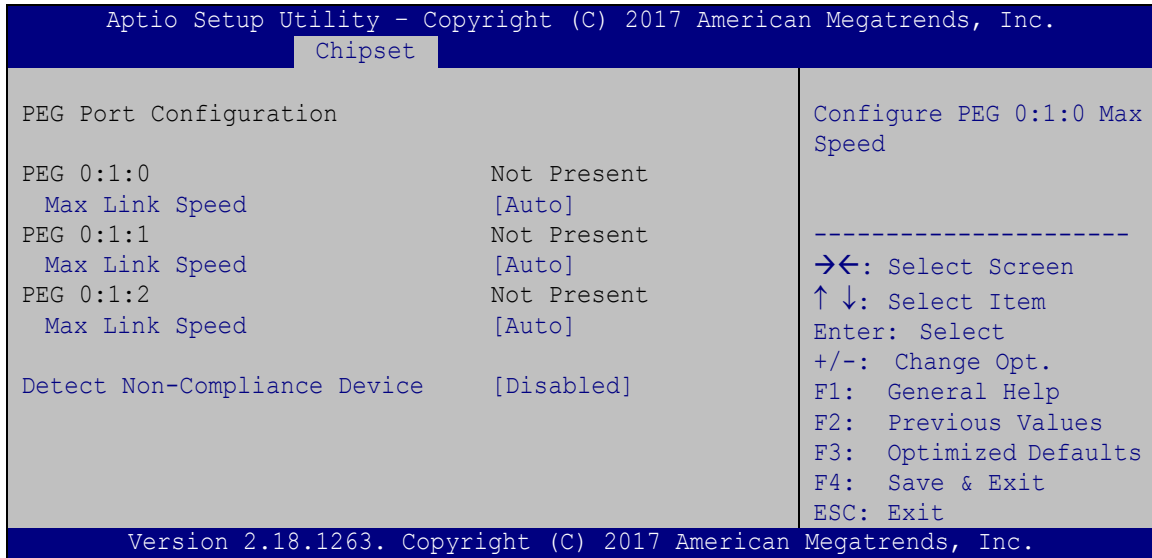 Aptio Setup Utility – Copyright (C) 2017 American Megatrends, Inc.
Chipset
PEG Port Configuration
PEG 0:1:0 Not Present
Max Link Speed [Auto]
PEG 0:1:1 Not Present
Max Link Speed [Auto]
PEG 0:1:2 Not Present
Max Link Speed [Auto]
Detect Non-Compliance Device [Disabled]
Configure PEG 0:1:0 Max
Speed
----------------------
→←: Select Screen
↑ ↓: Select Item
Enter: Select
+/-: Change Opt.
F1: General Help
F2: Previous Values
F3: Optimized Defaults
F4: Save & Exit
ESC: Exit
Version 2.18.1263. Copyright (C) 2017 American Megatrends, Inc.